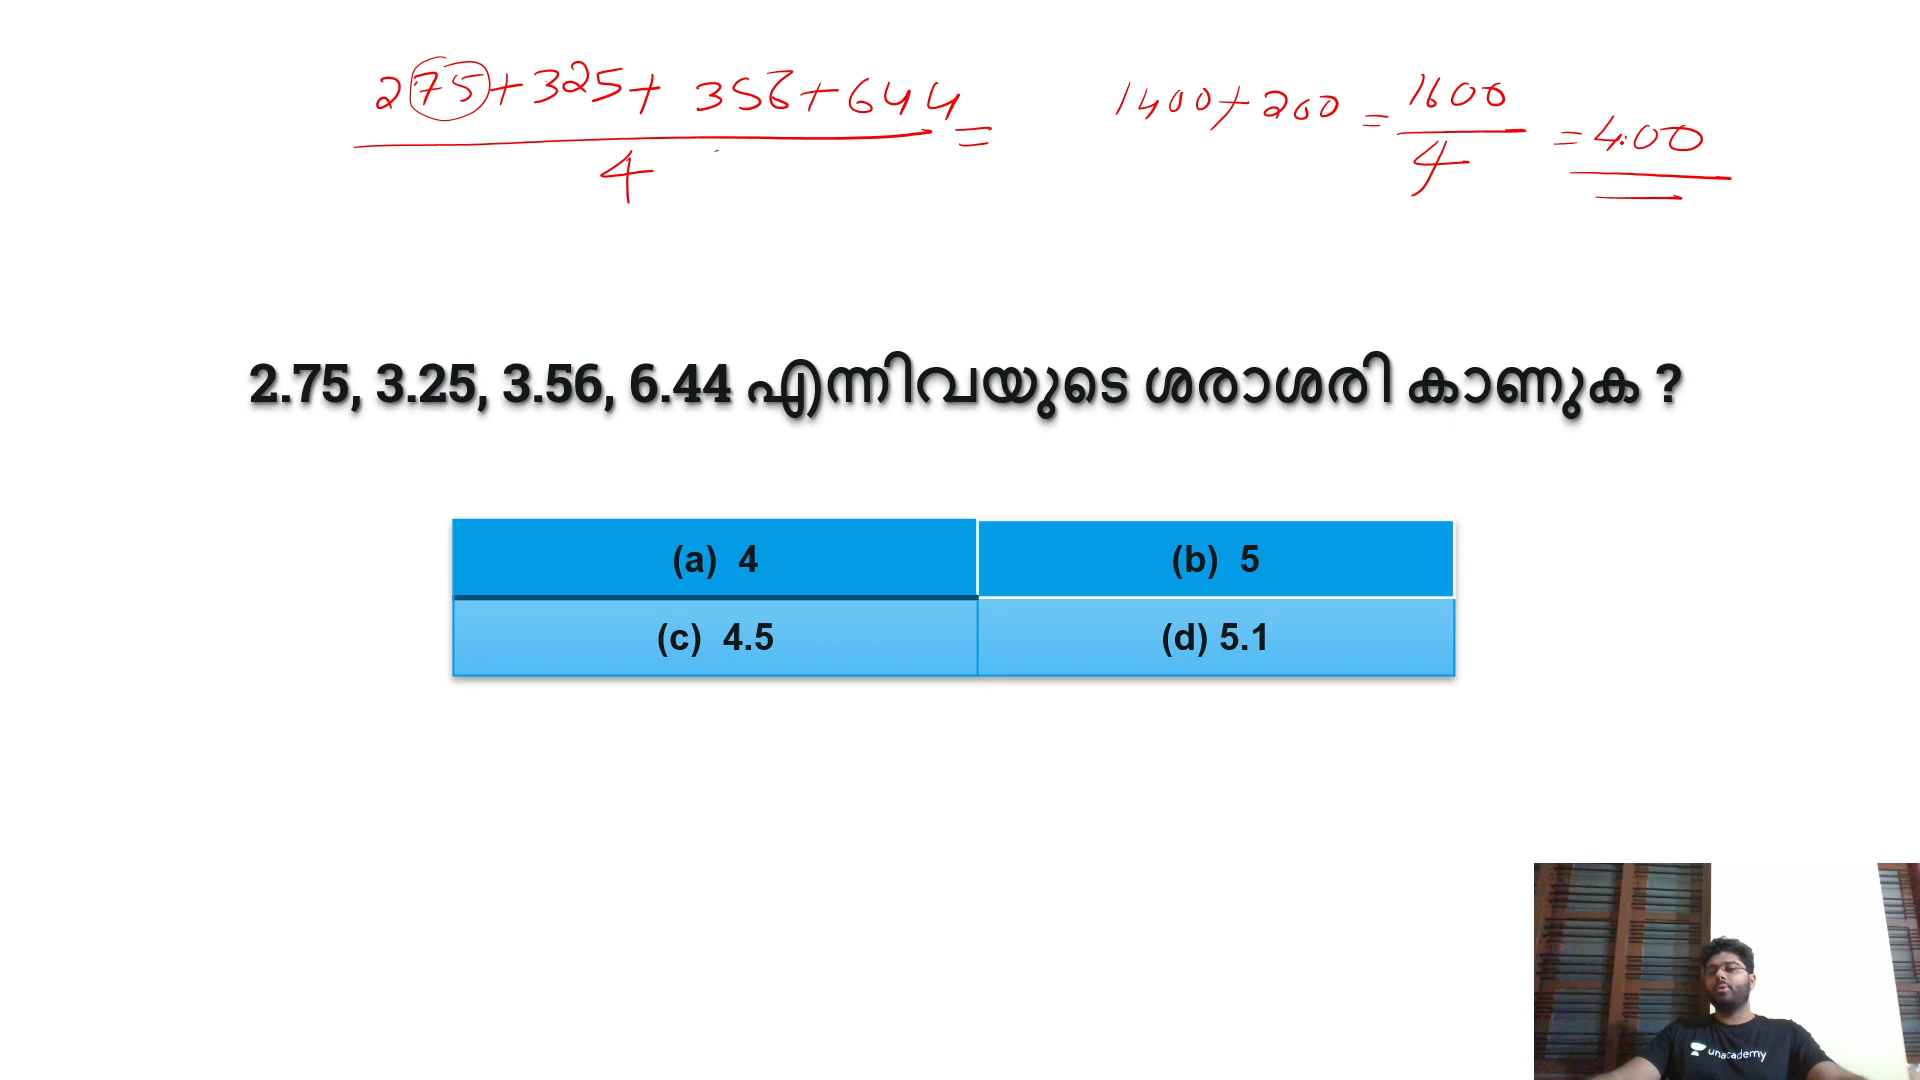 275+325+ 356+644 = 1400+200 = 1600 = 4.00
4 4
2.75, 3.25, 3.56, 6.44 എന്നിവയുടെ ശരാശരി കാണുക ?
(a) 4 (b) 5
(c) 4.5 (d) 5.1
unacademy